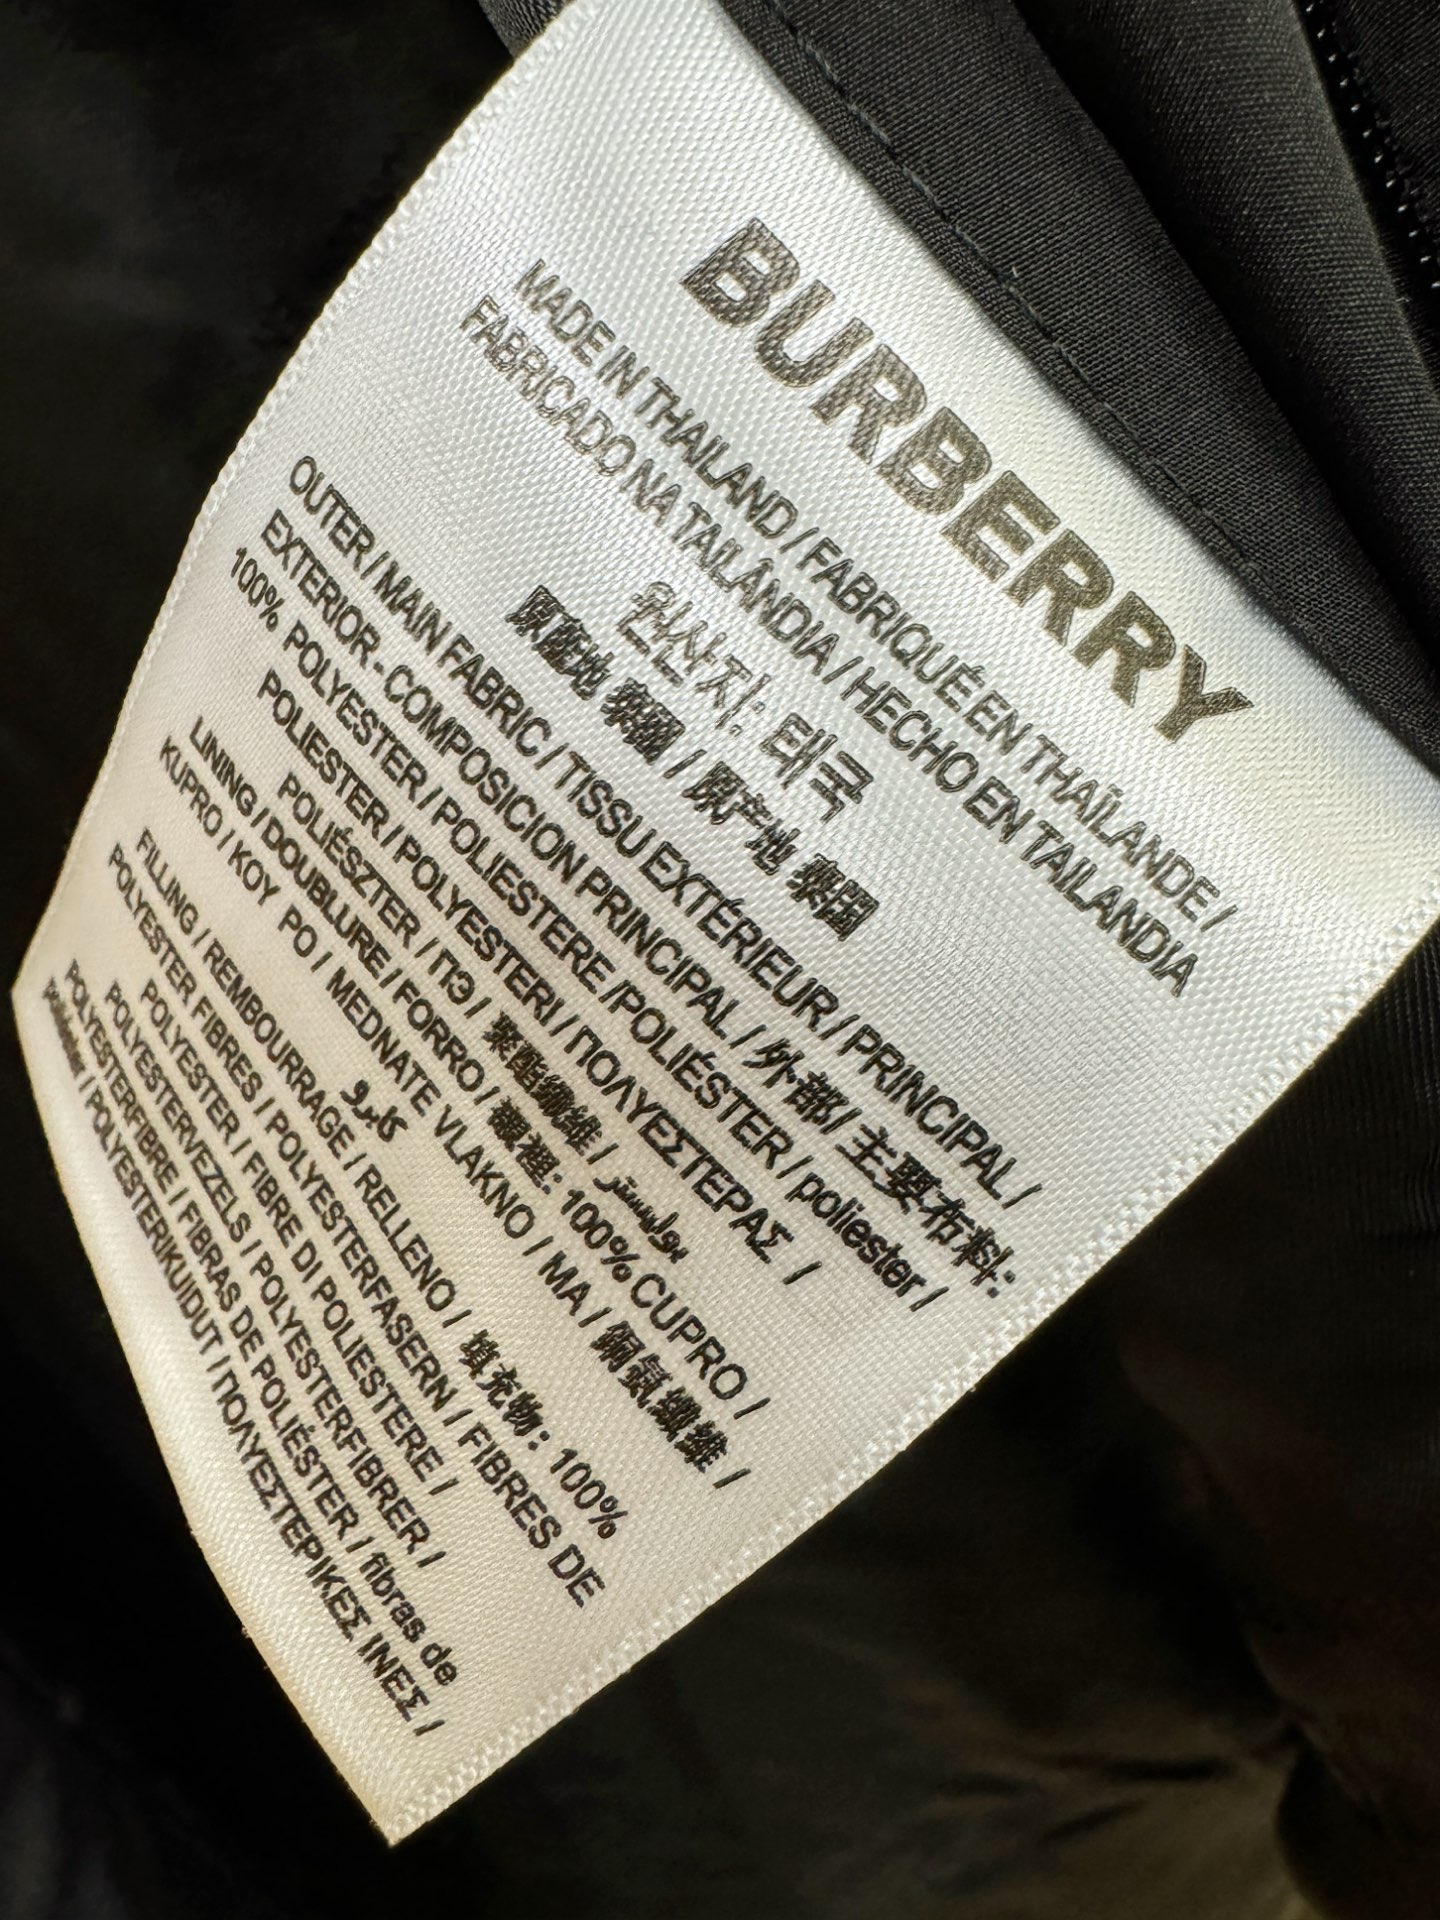 BURBERRY
MADE IN THAILAND / FABRIQUÉ EN THAÏLANDE /
FABRICADO NA TAILÂNDIA / HECHO EN TAILANDIA
원산지: 태국
原產地 泰國 / 原产地 泰国
OUTER / MAIN FABRIC / TISSU EXTÉRIEUR / PRINCIPAL /
EXTERIOR - COMPOSICION PRINCIPAL / 外部/ 主要布料:
100% POLYESTER / POLIESTERE /POLIÉSTER / poliester /
POLIESTER / POLYESTERI / ΠΟΛΥΕΣΤΕΡΑΣ /
POLIÉSZTER / ПЭ / 聚酯纖維 / بوليستر
LINING / DOUBLURE / FORRO / 襯裡: 100% CUPRO /
KUPRO / KOY PO / MEDNATE VLAKNO / MA / 銅氨纖維 /
كابرو
FILLING / REMBOURRAGE / RELLENO / 填充物: 100%
POLYESTER FIBRES / POLYESTERFASERN / FIBRES DE
POLYESTER / FIBRE DI POLIESTERE /
POLYESTERVEZELS / POLYESTERFIBRER /
POLYESTERFIBRE / FIBRAS DE POLIÉSTER / fibras de
poliéster / POLYESTERIKUIDUT / ΠΟΛΥΕΣΤΕΡΙΚΕΣ ΙΝΕΣ /